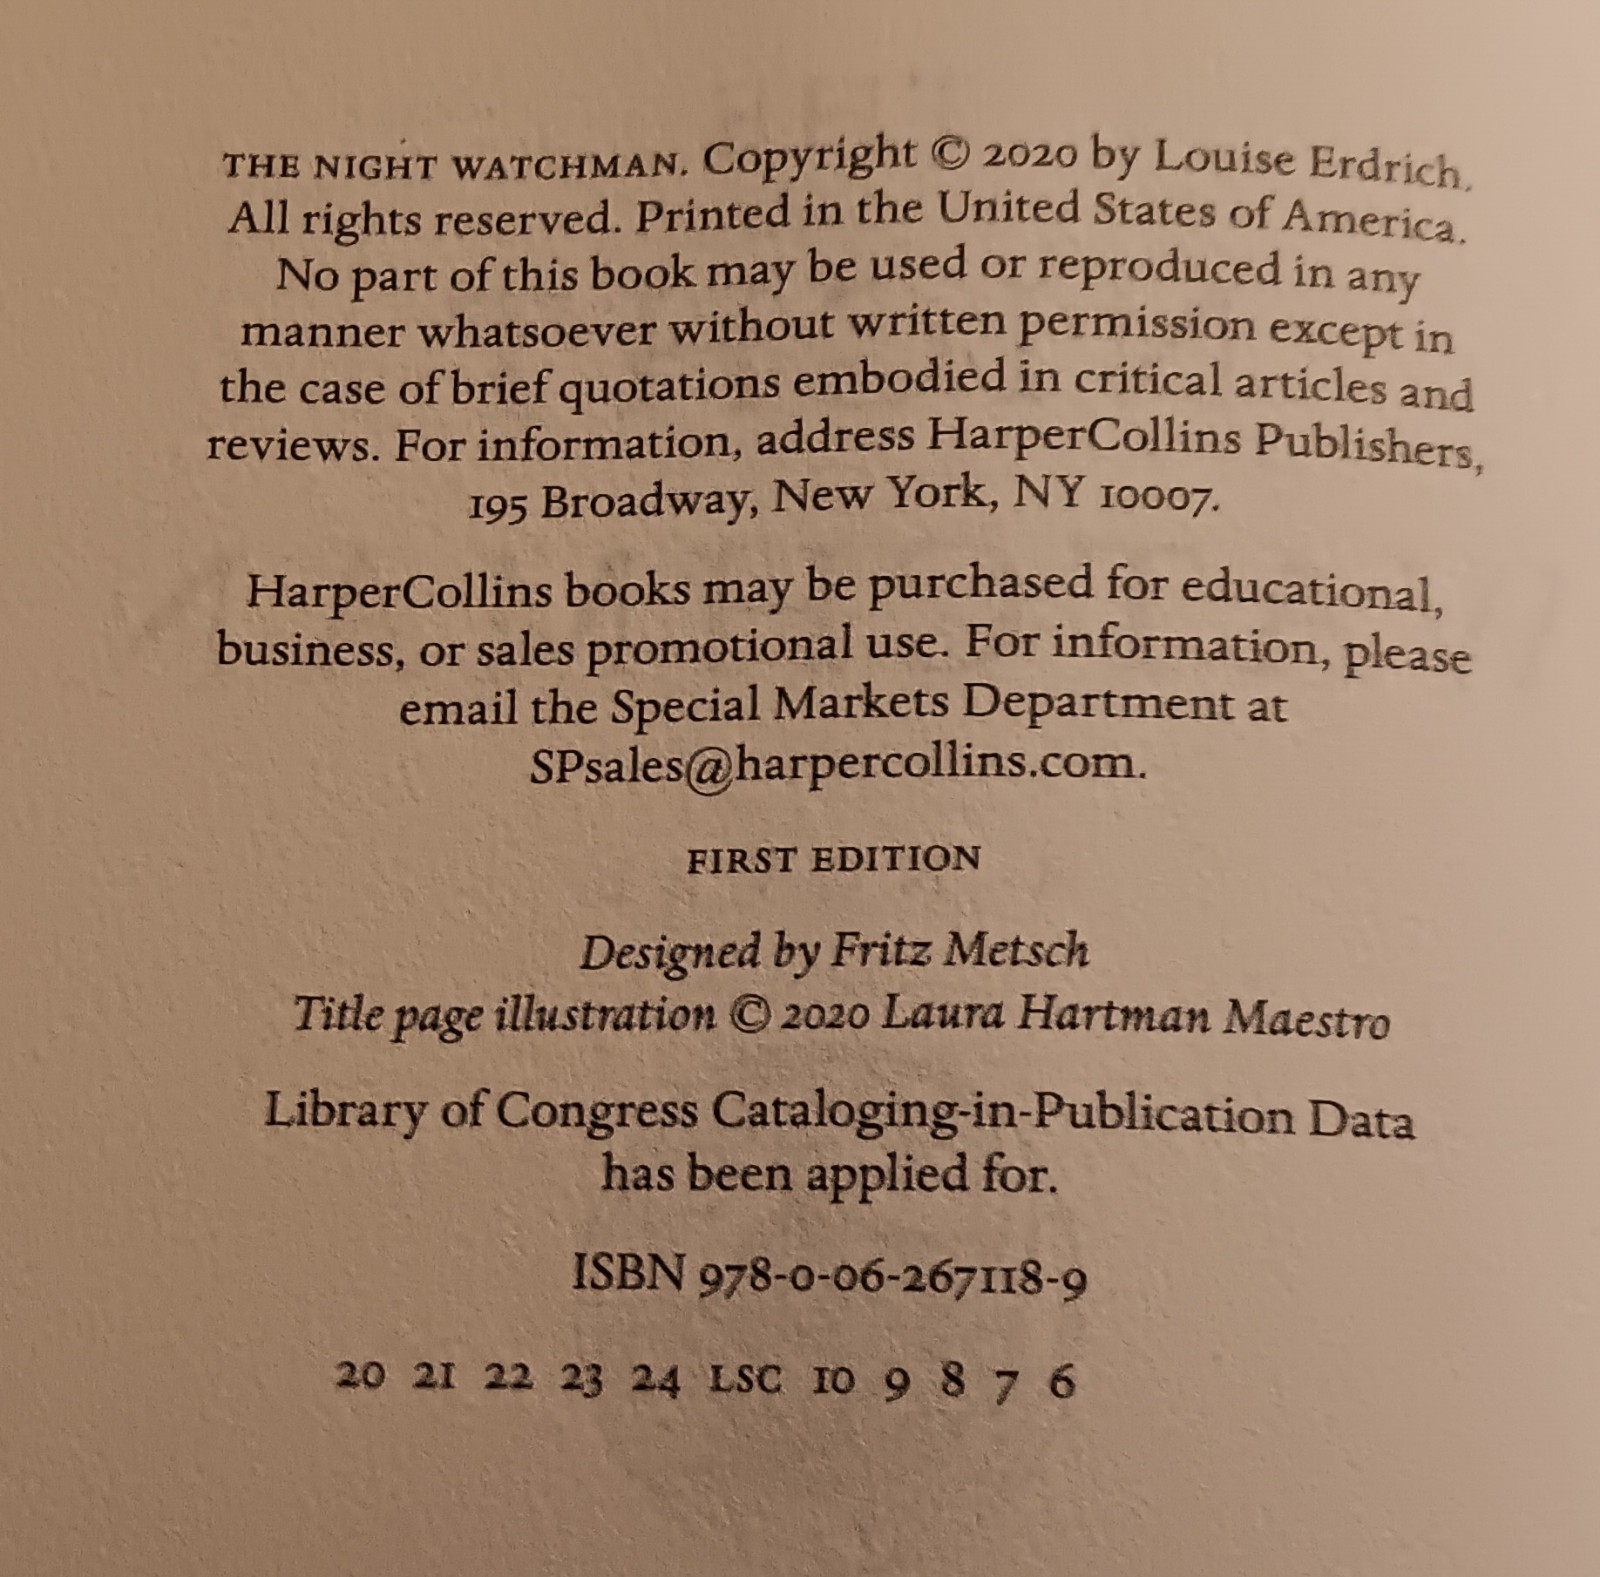 THE NIGHT WATCHMAN. Copyright © 2020 by Louise Erdrich.
All rights reserved. Printed in the United States of America.
No part of this book may be used or reproduced in any
manner whatsoever without written permission except in
the case of brief quotations embodied in critical articles and
reviews. For information, address HarperCollins Publishers,
195 Broadway, New York, NY 10007.
HarperCollins books may be purchased for educational,
business, or sales promotional use. For information, please
email the Special Markets Department at
SPsales@harpercollins.com.
FIRST EDITION
Designed by Fritz Metsch
Title page illustration © 2020 Laura Hartman Maestro
Library of Congress Cataloging-in-Publication Data
has been applied for.
ISBN 978-0-06-267118-9
20 21 22 23 24 LSC 10 9 8 7 6